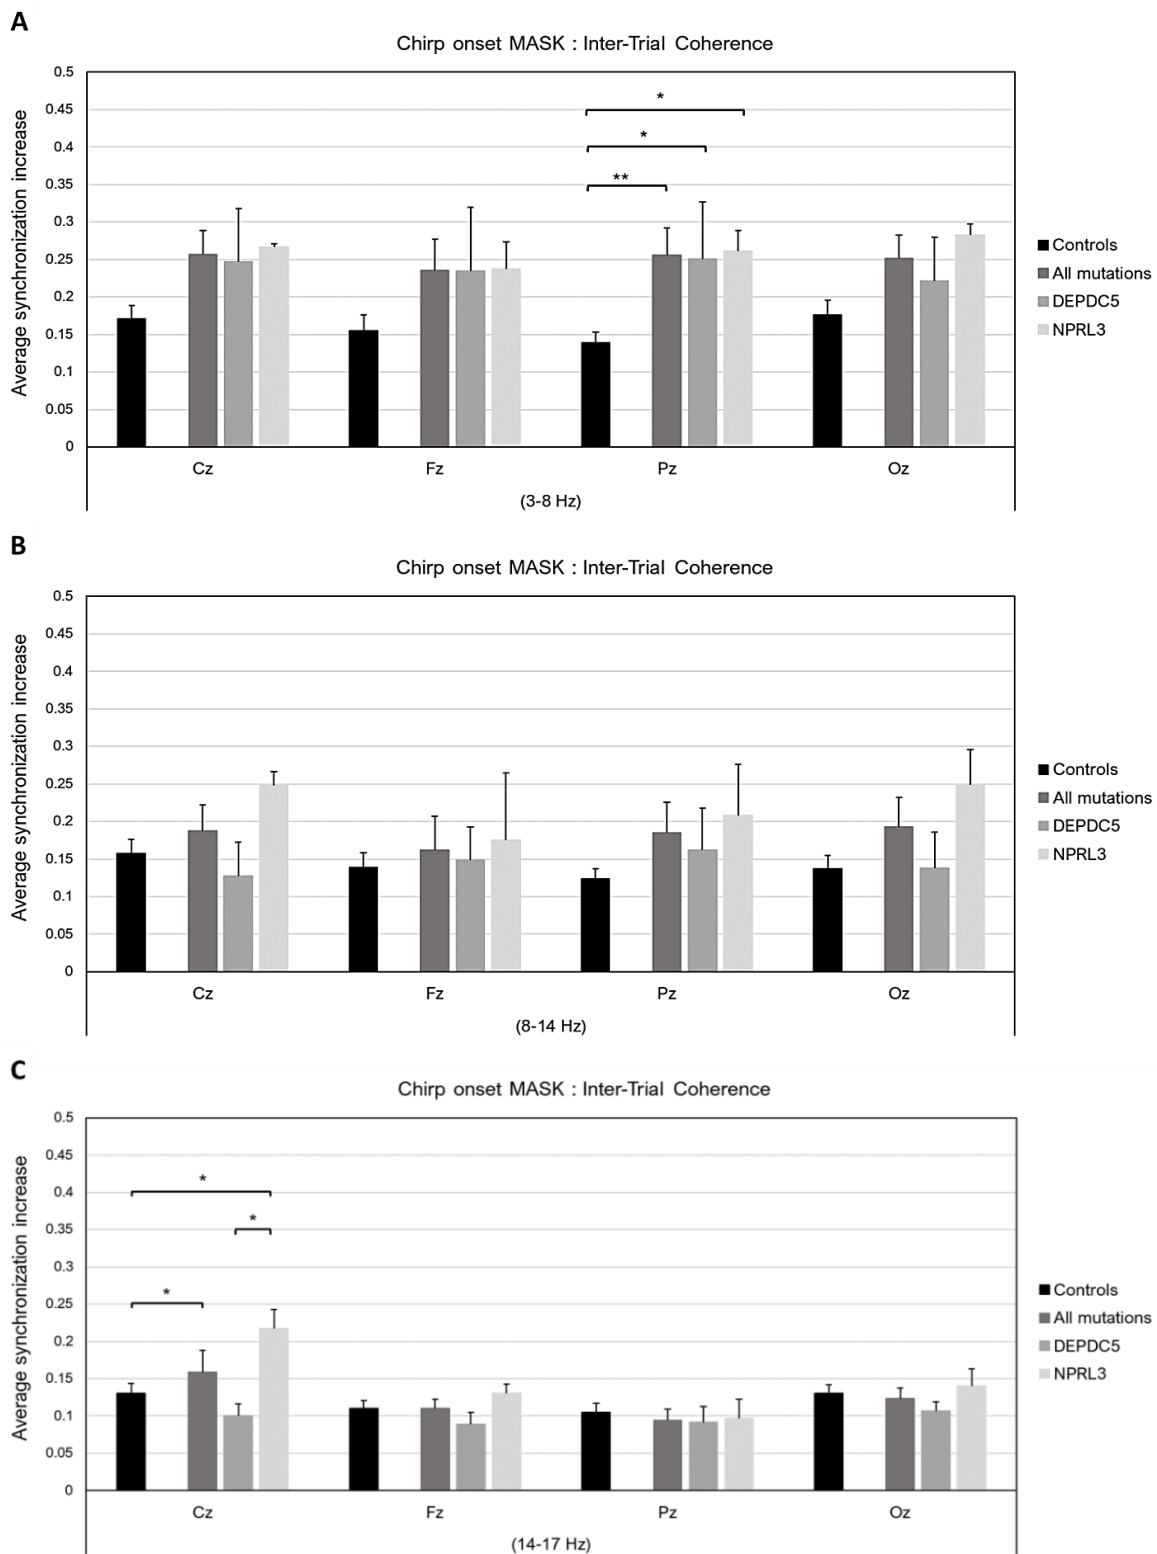 A
Chirp onset MASK : Inter-Trial Coherence
Average synchronization increase
0.5
0.45
0.4
0.35
0.3
0.25
0.2
0.15
0.1
0.05
0
*
*
**
Cz Fz Pz Oz
(3-8 Hz)
Controls
All mutations
DEPDC5
NPRL3
B
Chirp onset MASK : Inter-Trial Coherence
Average synchronization increase
0.5
0.45
0.4
0.35
0.3
0.25
0.2
0.15
0.1
0.05
0
Cz Fz Pz Oz
(8-14 Hz)
Controls
All mutations
DEPDC5
NPRL3
C
Chirp onset MASK : Inter-Trial Coherence
Average synchronization increase
0.5
0.45
0.4
0.35
0.3
0.25
0.2
0.15
0.1
0.05
0
*
*
*
Cz Fz Pz Oz
(14-17 Hz)
Controls
All mutations
DEPDC5
NPRL3